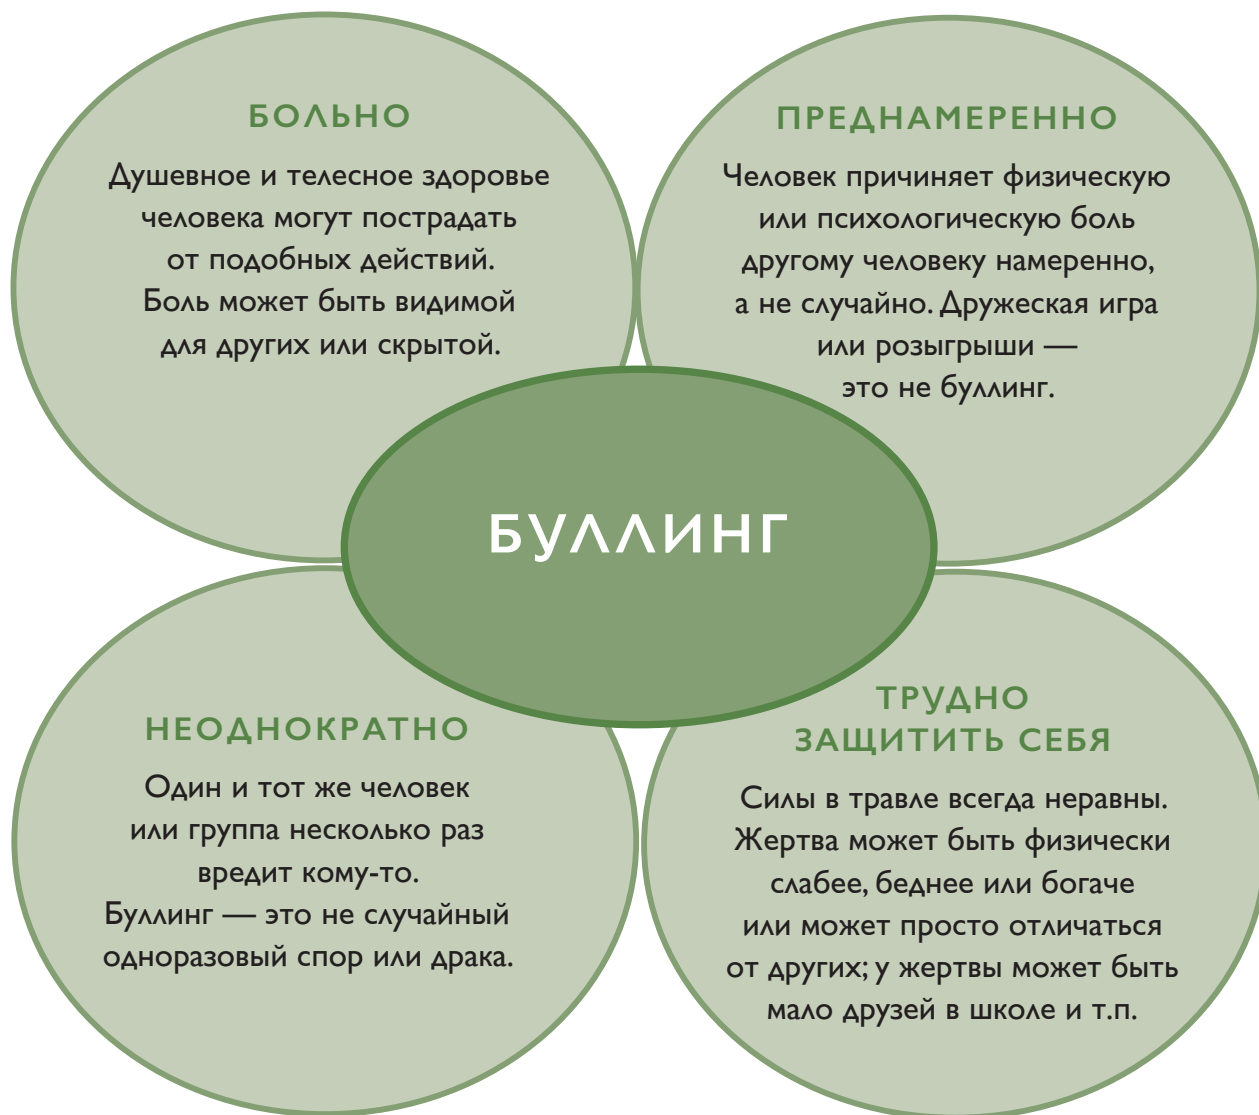 БОЛЬНО
Душевное и телесное здоровье
человека могут пострадать
от подобных действий.
Боль может быть видимой
для других или скрытой.
ПРЕДНАМЕРЕННО
Человек причиняет физическую
или психологическую боль
другому человеку намеренно,
а не случайно. Дружеская игра
или розыгрыши —
это не буллинг.
БУЛЛИНГ
НЕОДНОКРАТНО
Один и тот же человек
или группа несколько раз
вредит кому-то.
Буллинг — это не случайный
одноразовый спор или драка.
ТРУДНО
ЗАЩИТИТЬ СЕБЯ
Силы в травле всегда неравны.
Жертва может быть физически
слабее, беднее или богаче
или может просто отличаться
от других; у жертвы может быть
мало друзей в школе и т.п.